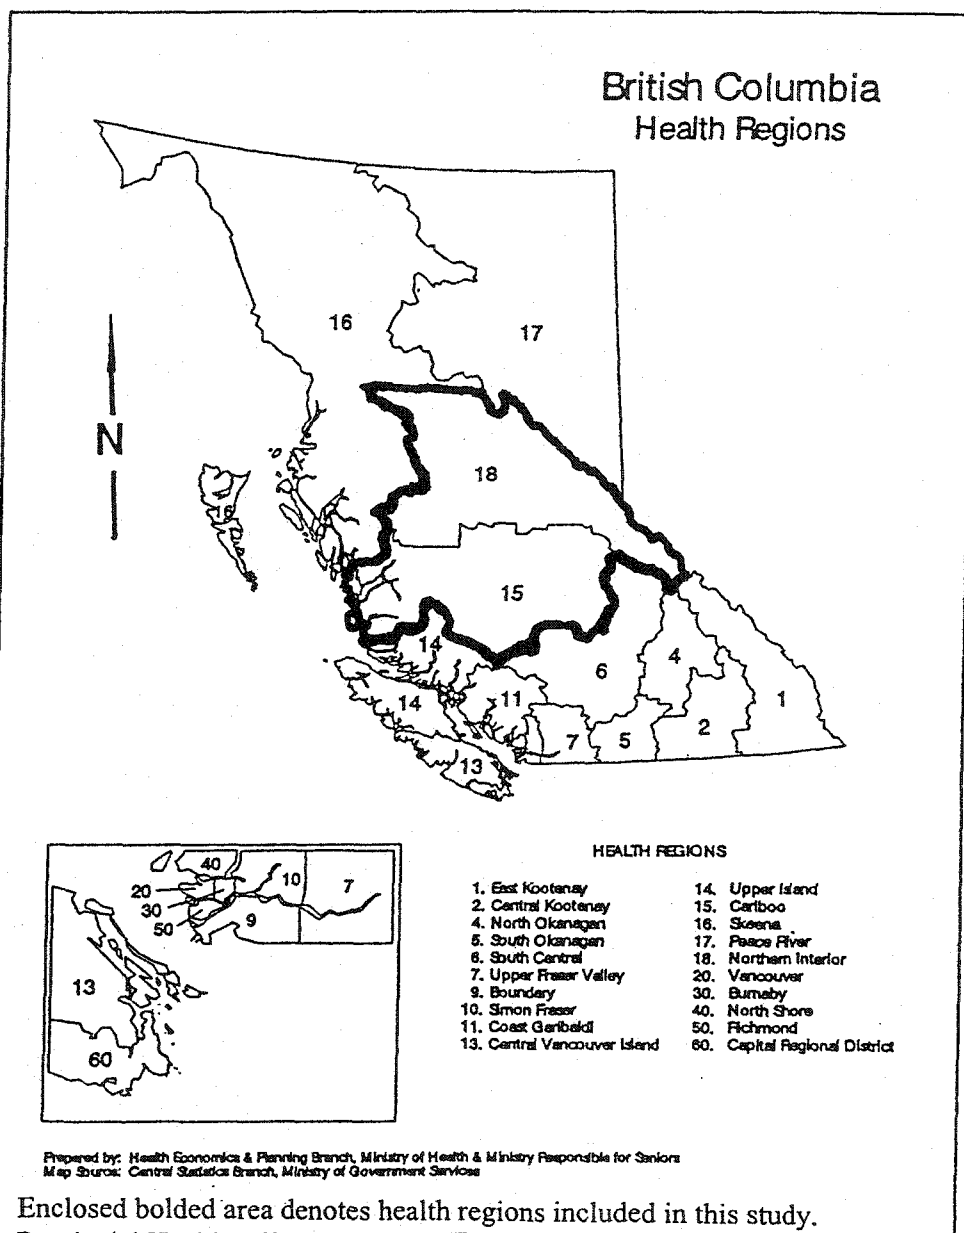 British Columbia
Health Regions
16
17
N
18
16
15
14
6
4
14
11
1
2
7
5
13
HEALTH REGIONS
1. East Kootenay
2. Central Kootenay
4. North Okanagan
5. South Okanagan
6. South Central
7. Upper Fraser Valley
9. Boundary
10. Simon Fraser
11. Coast Garibaldi
13. Central Vancouver Island
14. Upper Island
15. Cariboo
16. Skeena
17. Peace River
18. Northern Interior
20. Vancouver
30. Burnaby
40. North Shore
50. Richmond
60. Capital Regional District
40
20
10
7
30
50
9
13
60
Prepared by: Health Economics & Planning Branch, Ministry of Health & Ministry Responsible for Seniors
Map Source: Central Statistics Branch, Ministry of Government Services
Enclosed bolded area denotes health regions included in this study.